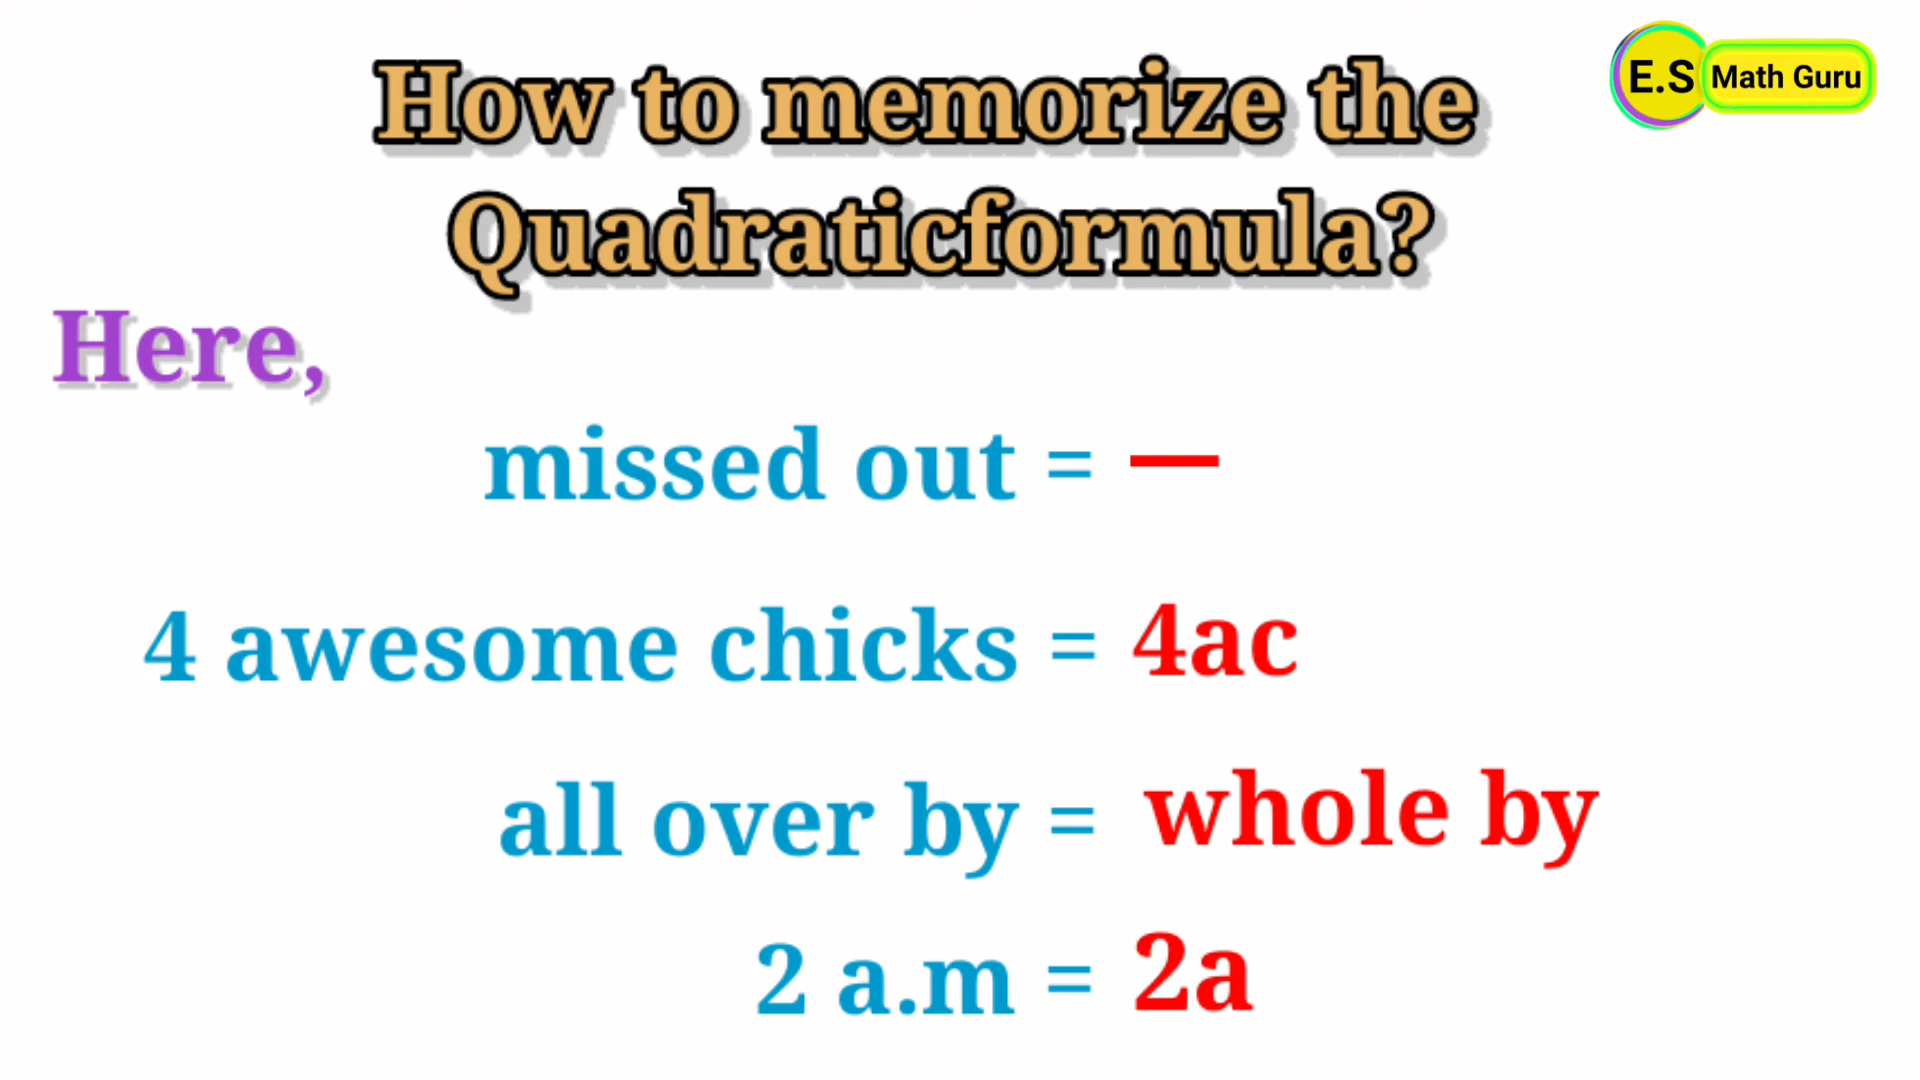 How to memorize the
Quadraticformula?
E.S Math Guru
Here,
missed out = —
4 awesome chicks = 4ac
all over by = whole by
2 a.m = 2a